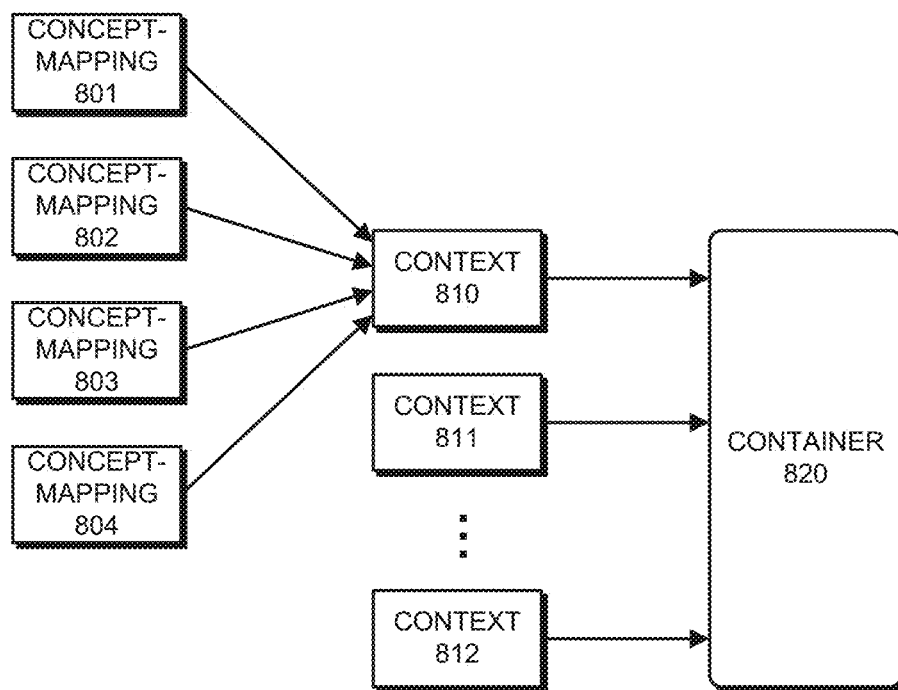 CONCEPT-
MAPPING
801
CONCEPT-
MAPPING
802
CONCEPT-
MAPPING
803
CONCEPT-
MAPPING
804
CONTEXT
810
CONTEXT
811
CONTEXT
812
CONTAINER
820